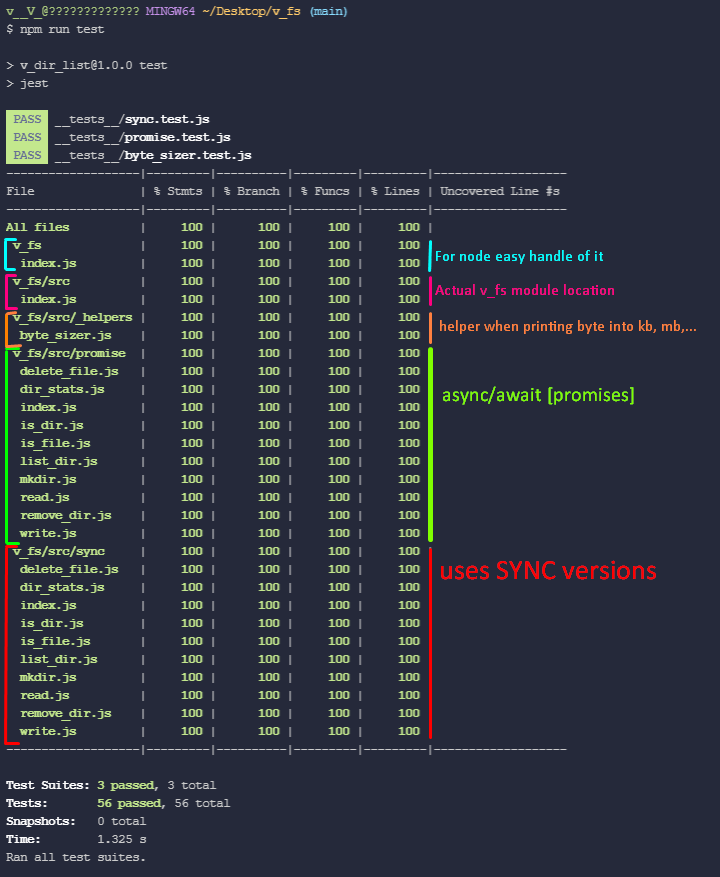 v__V_@????????????? MINGW64 ~/Desktop/v_fs (main)
$ npm run test
> v_dir_list@1.0.0 test
> jest
PASS __tests__/sync.test.js
PASS __tests__/promise.test.js
PASS __tests__/byte_sizer.test.js
-------------------|---------|----------|---------|---------|-------------------
File | % Stmts | % Branch | % Funcs | % Lines | Uncovered Line #s
-------------------|---------|----------|---------|---------|-------------------
All files | 100 | 100 | 100 | 100 |
v_fs | 100 | 100 | 100 | 100 |
For node easy handle of it
index.js | 100 | 100 | 100 | 100 |
v_fs/src | 100 | 100 | 100 | 100 |
Actual v_fs module location
index.js | 100 | 100 | 100 | 100 |
v_fs/src/_helpers | 100 | 100 | 100 | 100 |
helper when printing byte into kb, mb,...
byte_sizer.js | 100 | 100 | 100 | 100 |
v_fs/src/promise | 100 | 100 | 100 | 100 |
delete_file.js | 100 | 100 | 100 | 100 |
dir_stats.js | 100 | 100 | 100 | 100 |
async/await [promises]
index.js | 100 | 100 | 100 | 100 |
is_dir.js | 100 | 100 | 100 | 100 |
is_file.js | 100 | 100 | 100 | 100 |
list_dir.js | 100 | 100 | 100 | 100 |
mkdir.js | 100 | 100 | 100 | 100 |
read.js | 100 | 100 | 100 | 100 |
remove_dir.js | 100 | 100 | 100 | 100 |
write.js | 100 | 100 | 100 | 100 |
v_fs/src/sync | 100 | 100 | 100 | 100 |
delete_file.js | 100 | 100 | 100 | 100 |
uses SYNC versions
dir_stats.js | 100 | 100 | 100 | 100 |
index.js | 100 | 100 | 100 | 100 |
is_dir.js | 100 | 100 | 100 | 100 |
is_file.js | 100 | 100 | 100 | 100 |
list_dir.js | 100 | 100 | 100 | 100 |
mkdir.js | 100 | 100 | 100 | 100 |
read.js | 100 | 100 | 100 | 100 |
remove_dir.js | 100 | 100 | 100 | 100 |
write.js | 100 | 100 | 100 | 100 |
-------------------|---------|----------|---------|---------|-------------------
Test Suites: 3 passed, 3 total
Tests: 56 passed, 56 total
Snapshots: 0 total
Time: 1.325 s
Ran all test suites.